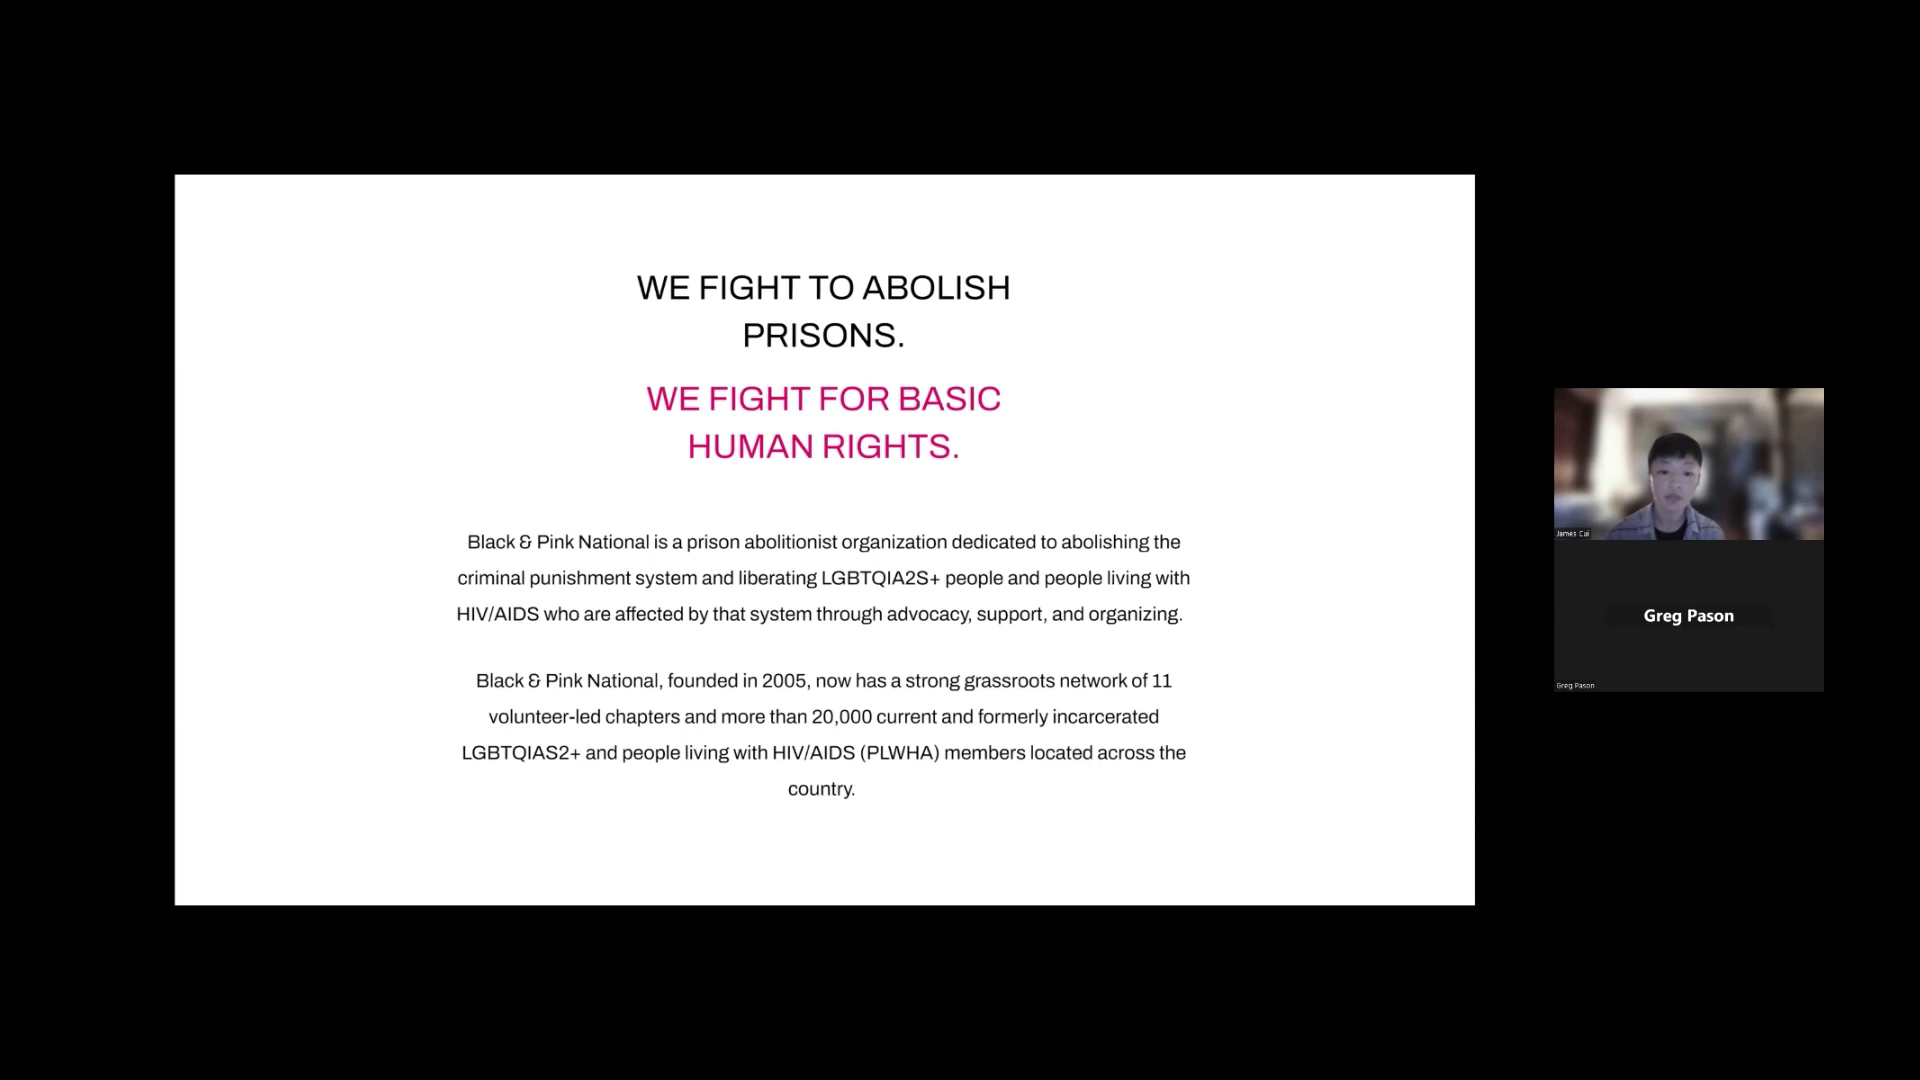 WE FIGHT TO ABOLISH
PRISONS.
WE FIGHT FOR BASIC
HUMAN RIGHTS.
Black & Pink National is a prison abolitionist organization dedicated to abolishing the
criminal punishment system and liberating LGBTQIA2S+ people and people living with
HIV/AIDS who are affected by that system through advocacy, support, and organizing.
Black & Pink National, founded in 2005, now has a strong grassroots network of 11
volunteer-led chapters and more than 20,000 current and formerly incarcerated
LGBTQIAS2+ and people living with HIV/AIDS (PLWHA) members located across the
country.
James Cui
Greg Pason
Greg Pason